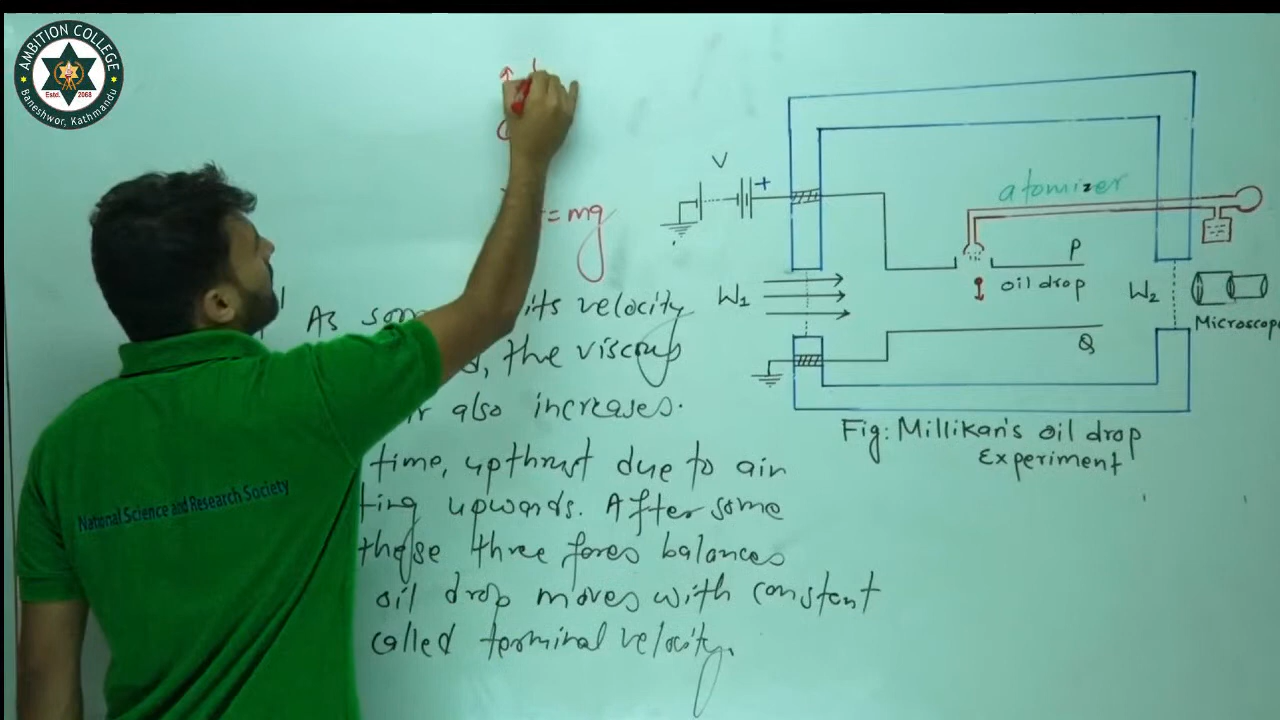 AMBITION COLLEGE
Estd. 2068
Baneshwor, Kathmandu
= mg
As its velocity
the viscous
also increases.
time, upthrust due to air
ting upwards. After some
these three fores balances
oil drop moves with constant
called terminal velocity.
National Science and Research Society
V
+
atomizer
P
oil drop
W1
W2
Q
Microscope
Fig: Millikan's oil drop
Experiment